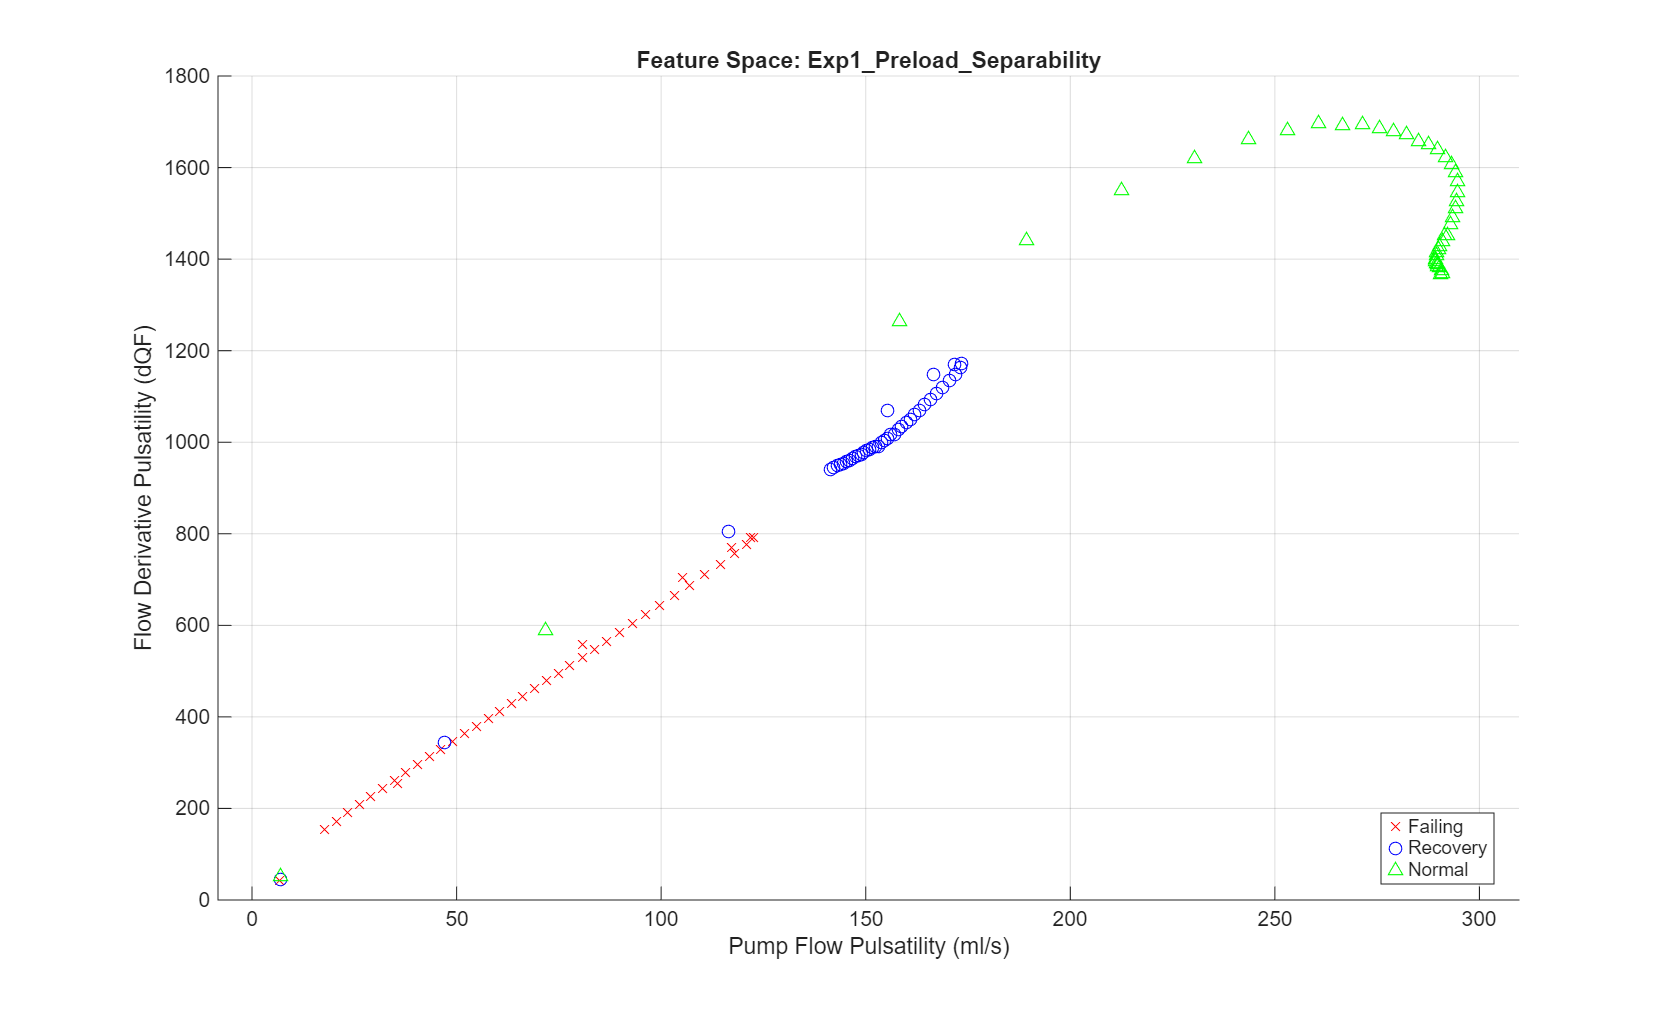 Feature Space: Exp1_Preload_Separability
Flow Derivative Pulsatility (dQF)
1800
1600
1400
1200
1000
800
600
400
200
0
0 50 100 150 200 250 300
Pump Flow Pulsatility (ml/s)
Failing
Recovery
Normal